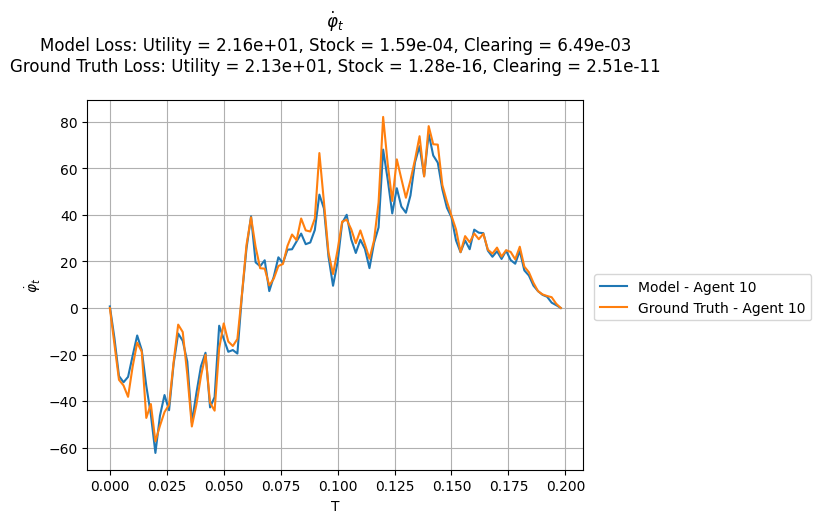 φ̇_t
Model Loss: Utility = 2.16e+01, Stock = 1.59e-04, Clearing = 6.49e-03
Ground Truth Loss: Utility = 2.13e+01, Stock = 1.28e-16, Clearing = 2.51e-11
80
60
40
20
0
−20
−40
−60
φ̇_t
0.000 0.025 0.050 0.075 0.100 0.125 0.150 0.175 0.200
T
Model - Agent 10
Ground Truth - Agent 10